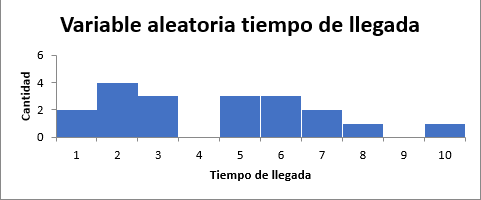 Variable aleatoria tiempo de llegada
6
4
2
0
Cantidad
1 2 3 4 5 6 7 8 9 10
Tiempo de llegada